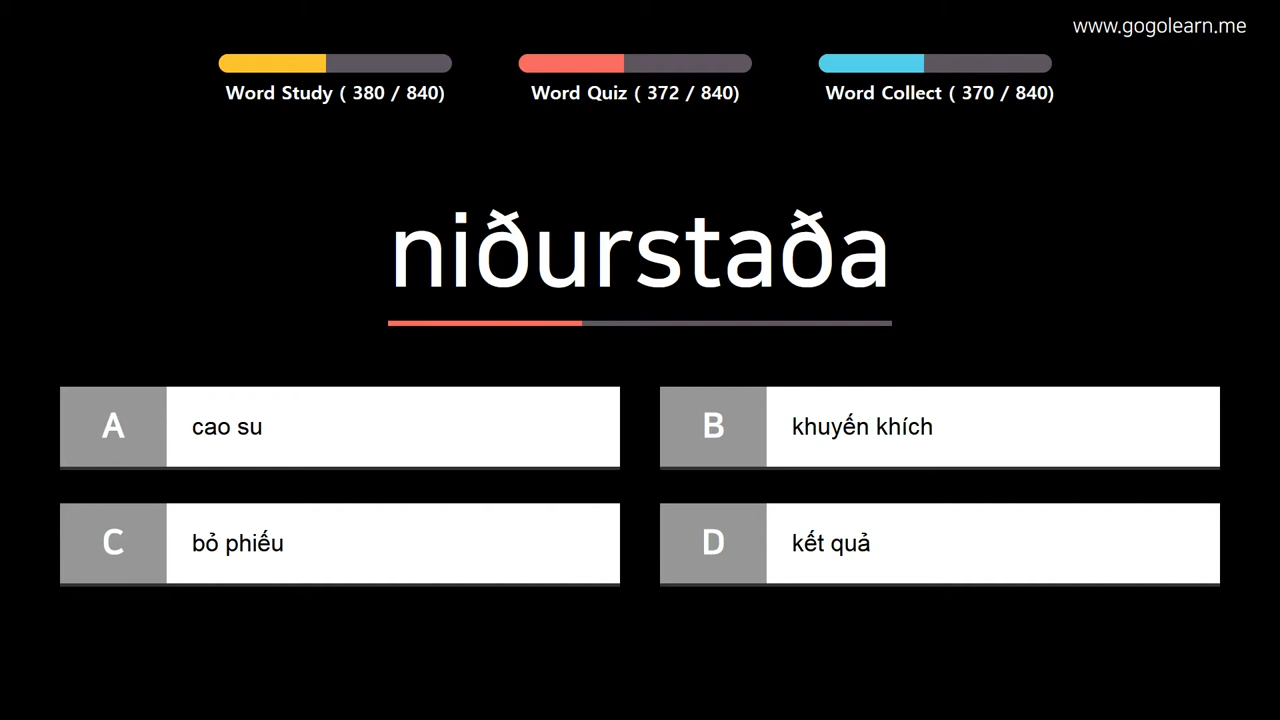 www.gogolearn.me
Word Study ( 380 / 840)
Word Quiz ( 372 / 840)
Word Collect ( 370 / 840)
niðurstaða
A cao su
B khuyến khích
C bỏ phiếu
D kết quả